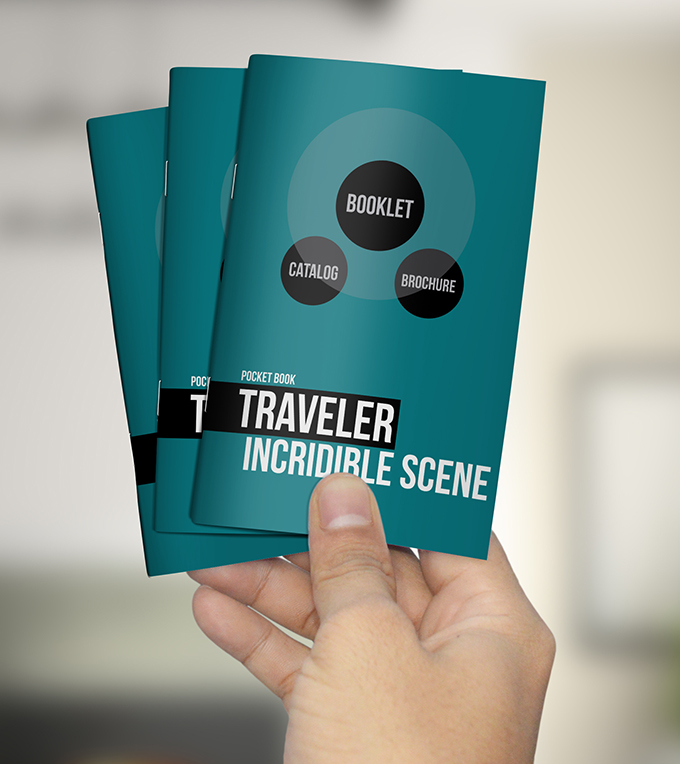 BOOKLET
CATALOG BROCHURE
POCKET BOOK
TRAVELER
INCRIDIBLE SCENE